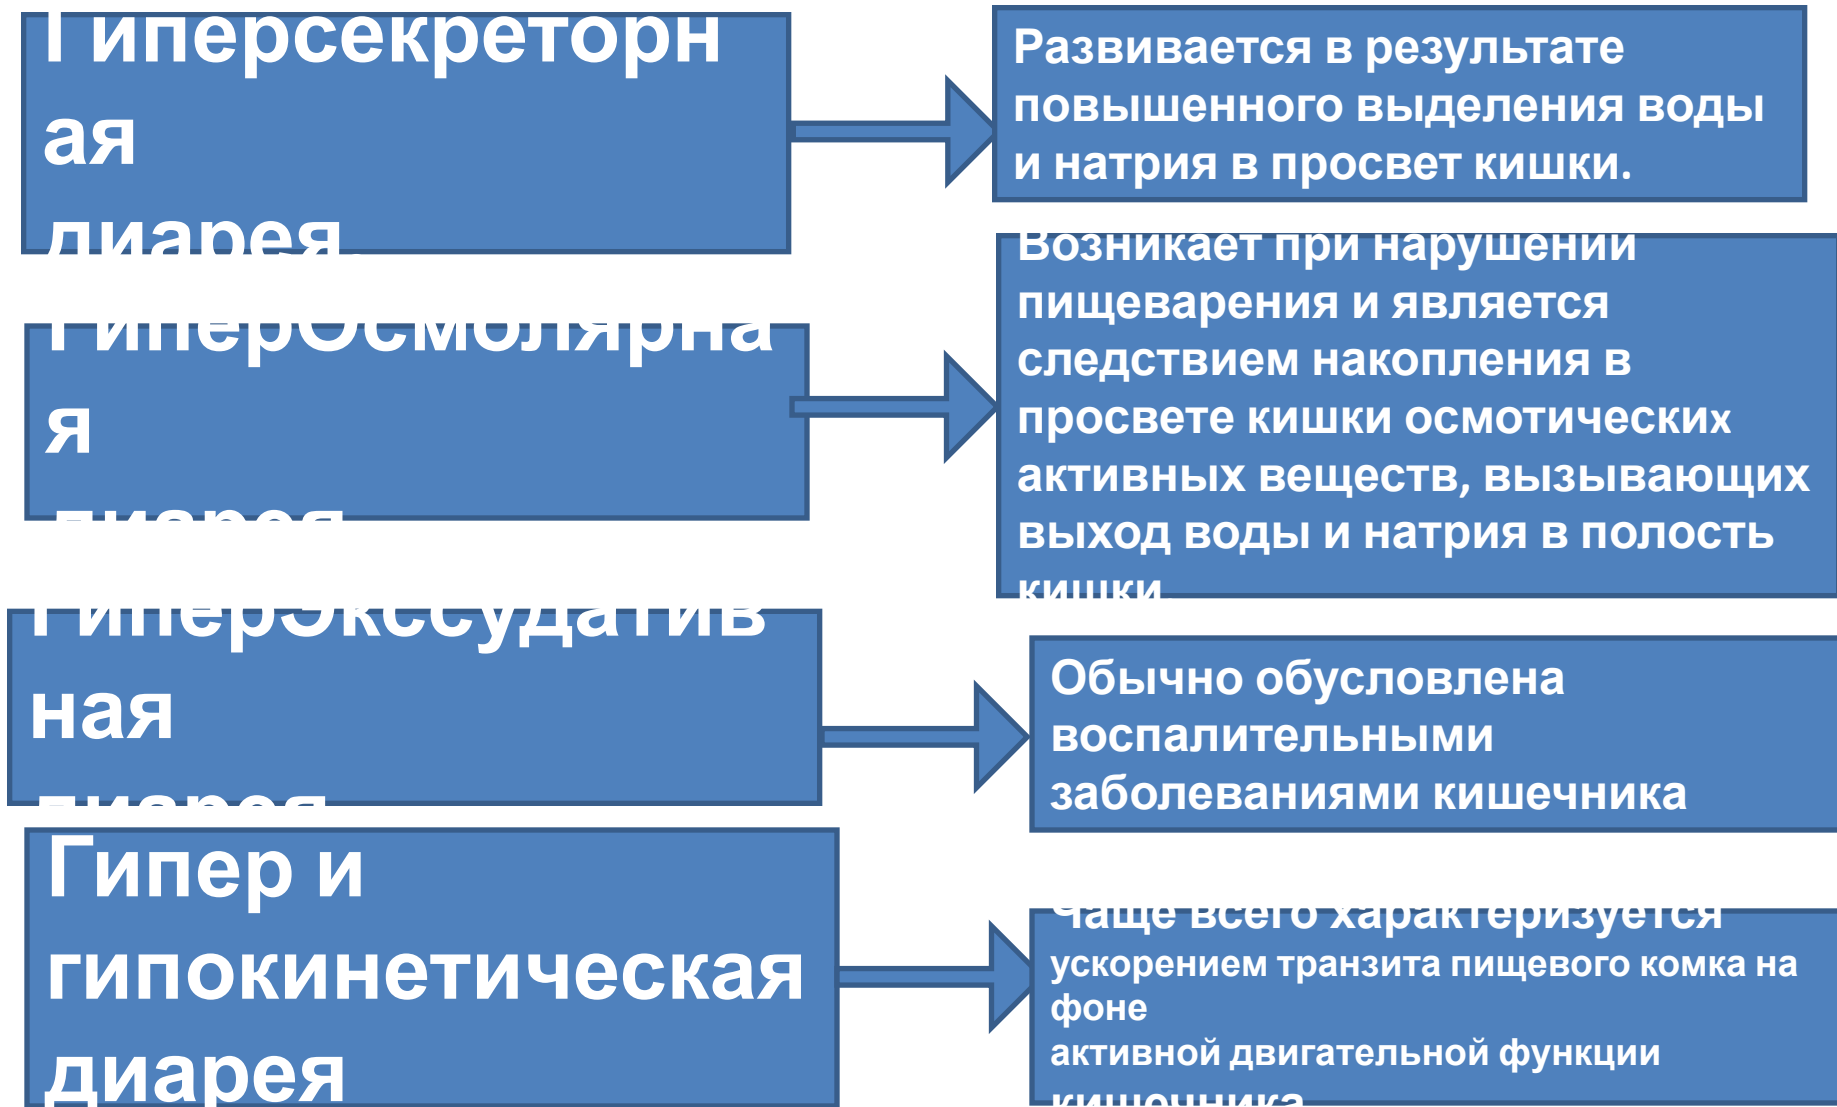 Гиперсекреторн
ая
диарея.
Развивается в результате
повышенного выделения воды
и натрия в просвет кишки.
ГиперОсмолярна
я
диарея
Возникает при нарушении
пищеварения и является
следствием накопления в
просвете кишки осмотических
активных веществ, вызывающих
выход воды и натрия в полость
кишки.
ГиперЭкссудатив
ная
диарея
Обычно обусловлена
воспалительными
заболеваниями кишечника
Гипер и
гипокинетическая
диарея
Чаще всего характеризуется
ускорением транзита пищевого комка на
фоне
активной двигательной функции
кишечника